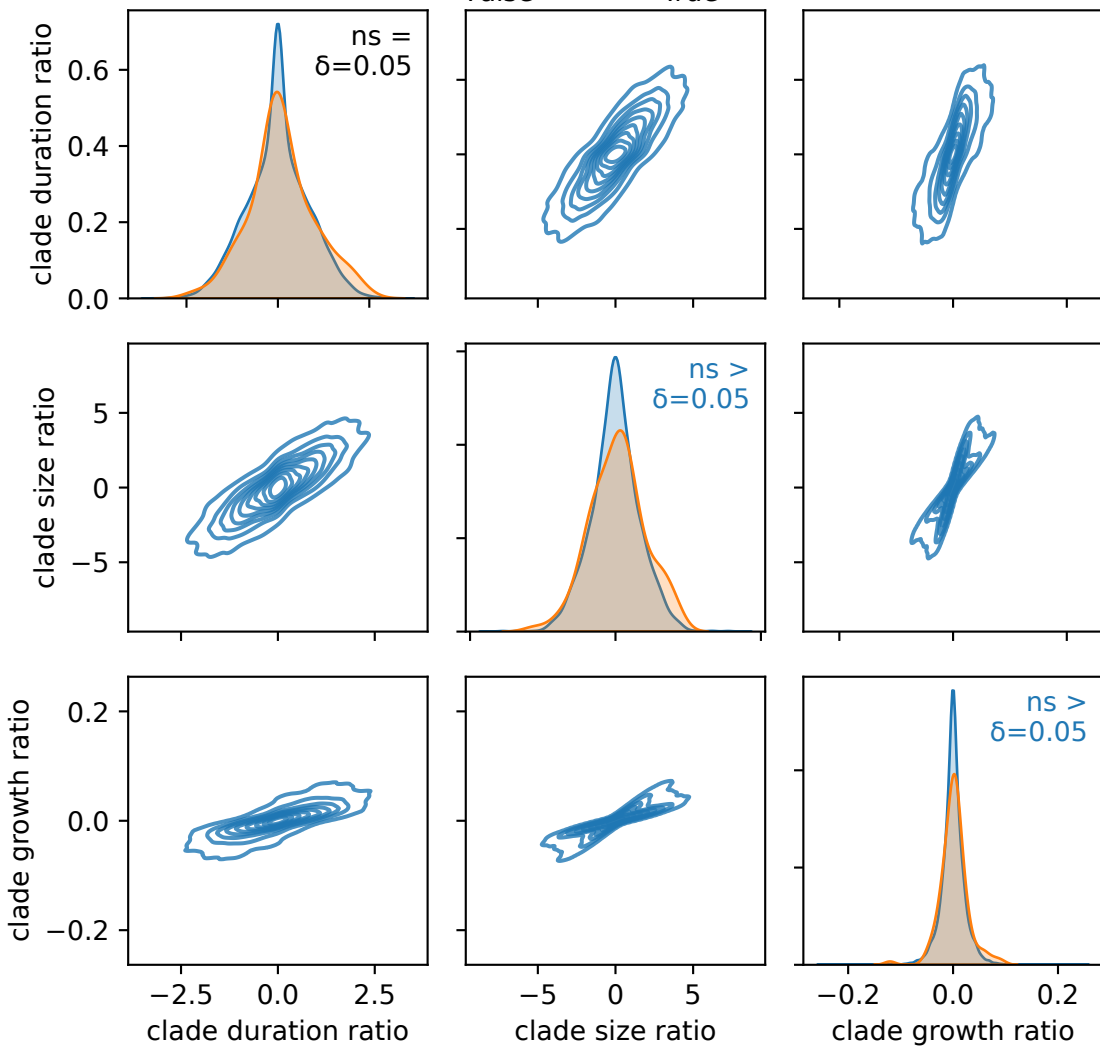 clade duration ratio
0.6
0.4
0.2
0.0
ns =
δ=0.05
clade size ratio
5
0
−5
ns >
δ=0.05
clade growth ratio
0.2
0.0
−0.2
ns >
δ=0.05
−2.5 0.0 2.5
−5 0 5
−0.2 0.0 0.2
clade duration ratio
clade size ratio
clade growth ratio